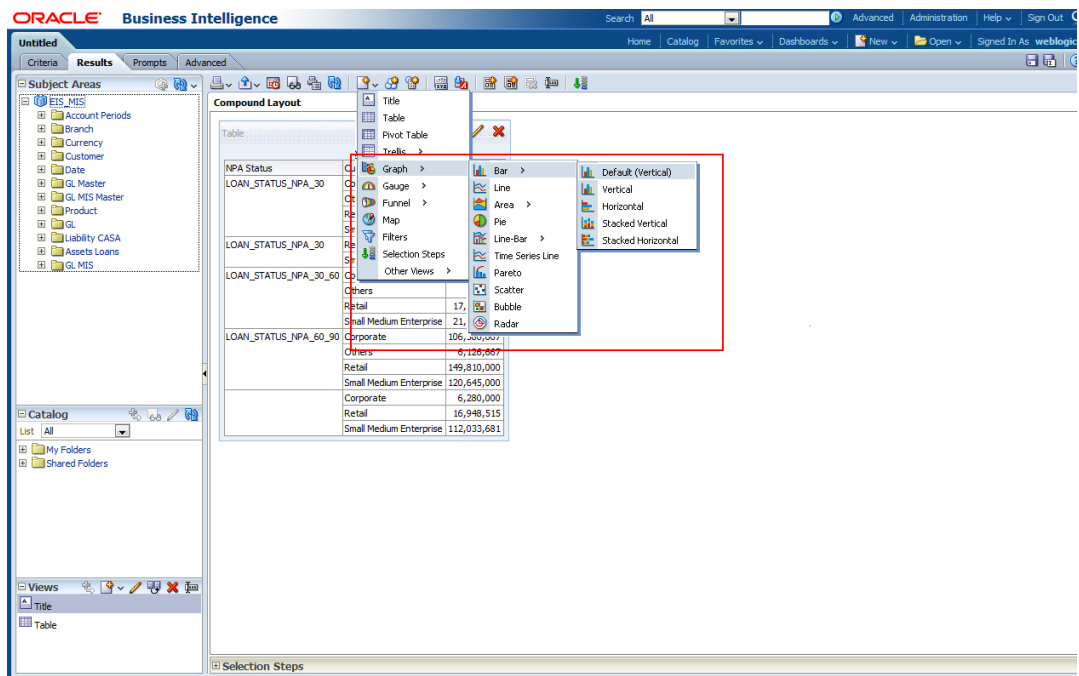 ORACLE Business Intelligence
Search All Advanced Administration Help Sign Out
Untitled
Home Catalog Favorites Dashboards New Open Signed In As weblogic
Criteria Results Prompts Advanced
Subject Areas
EIS_MIS
Account Periods
Branch
Currency
Customer
Date
GL Master
GL MIS Master
Product
GL
Liability CASA
Assets Loans
GL MIS
Catalog
List All
My Folders
Shared Folders
Views
Title
Table
Compound Layout
Table
Title
Table
Pivot Table
Trellis >
Graph >
Gauge >
Funnel >
Map
Filters
Selection Steps
Other Views >
Bar >
Line
Area >
Pie
Line-Bar >
Time Series Line
Pareto
Scatter
Bubble
Radar
Default (Vertical)
Vertical
Horizontal
Stacked Vertical
Stacked Horizontal
NPA Status
LOAN_STATUS_NPA_30
LOAN_STATUS_NPA_30
LOAN_STATUS_NPA_30_60
Others
Retail 17,
Small Medium Enterprise 21,
LOAN_STATUS_NPA_60_90 Corporate
Others 6,126,667
Retail 149,810,000
Small Medium Enterprise 120,645,000
Corporate 6,280,000
Retail 16,948,515
Small Medium Enterprise 112,033,681
Selection Steps